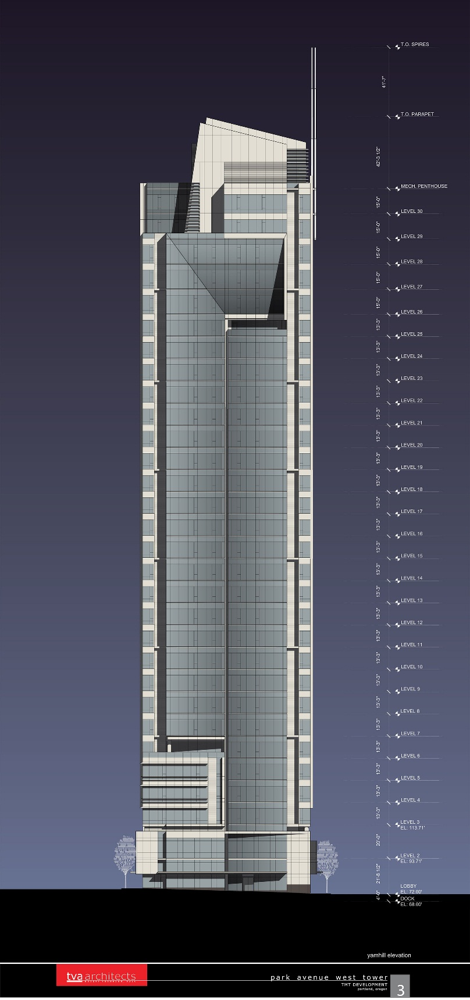 T.O. SPIRES
41'-7"
T.O. PARAPET
42'-3 1/2"
MECH. PENTHOUSE
15'-0"
LEVEL 30
15'-0"
LEVEL 29
15'-0"
LEVEL 28
15'-0"
LEVEL 27
15'-0"
LEVEL 26
13'-3"
LEVEL 25
13'-3"
LEVEL 24
13'-3"
LEVEL 23
13'-3"
LEVEL 22
13'-3"
LEVEL 21
13'-3"
LEVEL 20
13'-3"
LEVEL 19
13'-3"
LEVEL 18
13'-3"
LEVEL 17
13'-3"
LEVEL 16
13'-3"
LEVEL 15
13'-3"
LEVEL 14
13'-3"
LEVEL 13
13'-3"
LEVEL 12
13'-3"
LEVEL 11
13'-3"
LEVEL 10
13'-3"
LEVEL 9
13'-3"
LEVEL 8
13'-3"
LEVEL 7
13'-3"
LEVEL 6
13'-3"
LEVEL 5
13'-3"
LEVEL 4
13'-3"
LEVEL 3
EL: 113.71'
20'-0"
LEVEL 2
EL: 93.71'
21'-8 1/2"
LOBBY
EL: 72.00'
4'-0"
DOCK
EL: 68.00'
yamhill elevation
tva architects
park avenue west tower
TMT DEVELOPMENT
portland, oregon
3